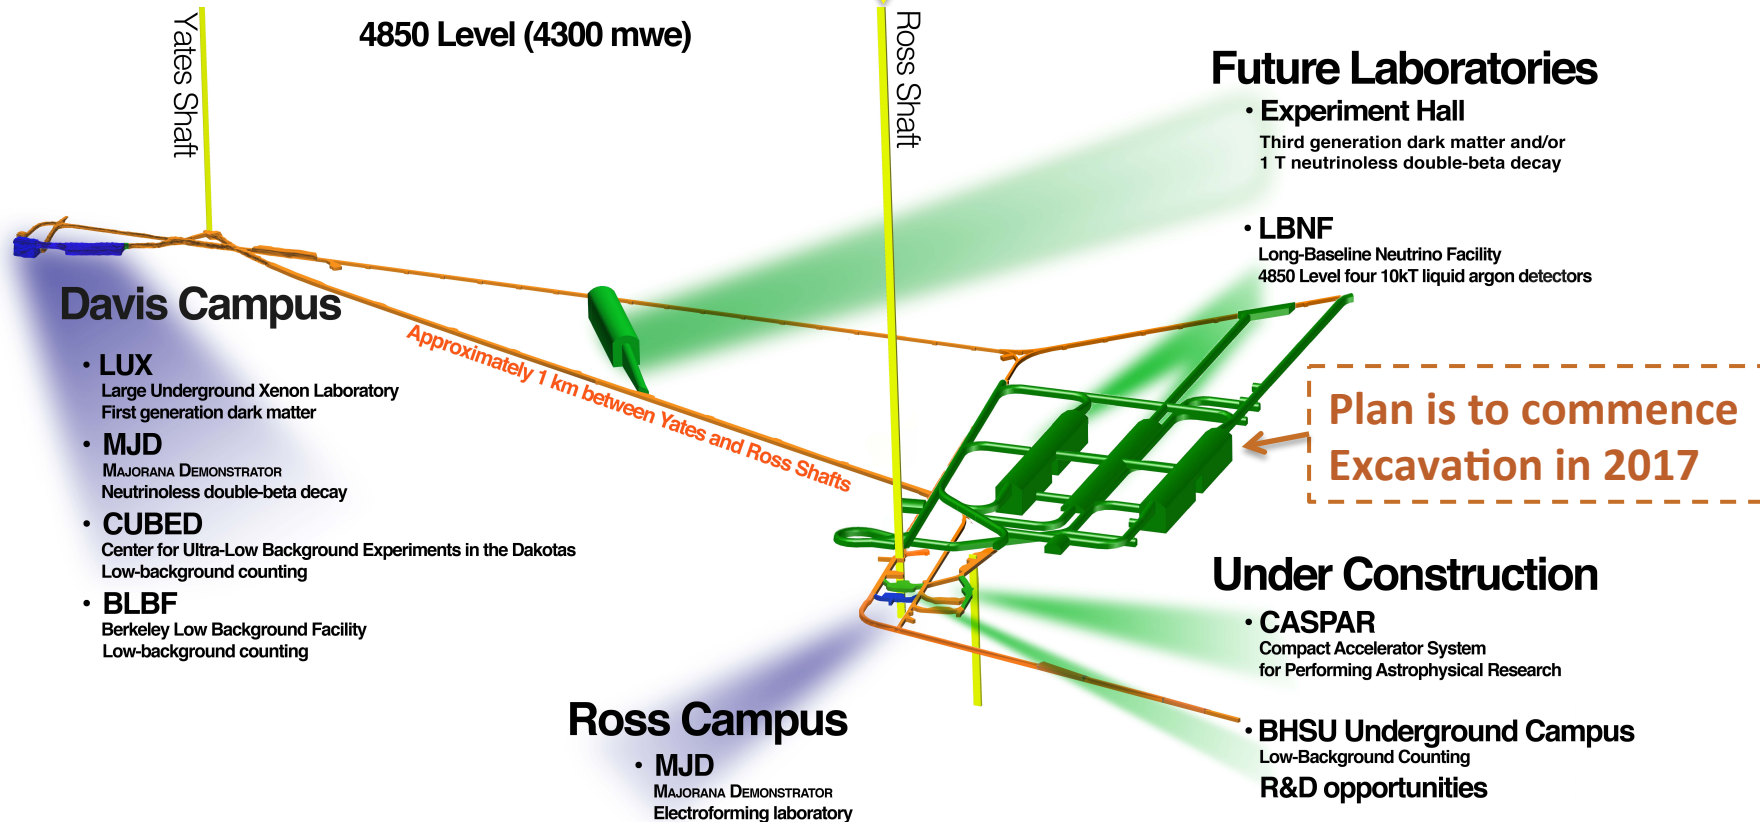 Yates Shaft
4850 Level (4300 mwe)
Ross Shaft
Future Laboratories
• Experiment Hall
Third generation dark matter and/or
1 T neutrinoless double-beta decay
• LBNF
Long-Baseline Neutrino Facility
4850 Level four 10kT liquid argon detectors
Davis Campus
• LUX
Large Underground Xenon Laboratory
First generation dark matter
• MJD
MAJORANA DEMONSTRATOR
Neutrinoless double-beta decay
• CUBED
Center for Ultra-Low Background Experiments in the Dakotas
Low-background counting
• BLBF
Berkeley Low Background Facility
Low-background counting
Approximately 1 km between Yates and Ross Shafts
Plan is to commence
Excavation in 2017
Under Construction
• CASPAR
Compact Accelerator System
for Performing Astrophysical Research
• BHSU Underground Campus
Low-Background Counting
R&D opportunities
Ross Campus
• MJD
MAJORANA DEMONSTRATOR
Electroforming laboratory